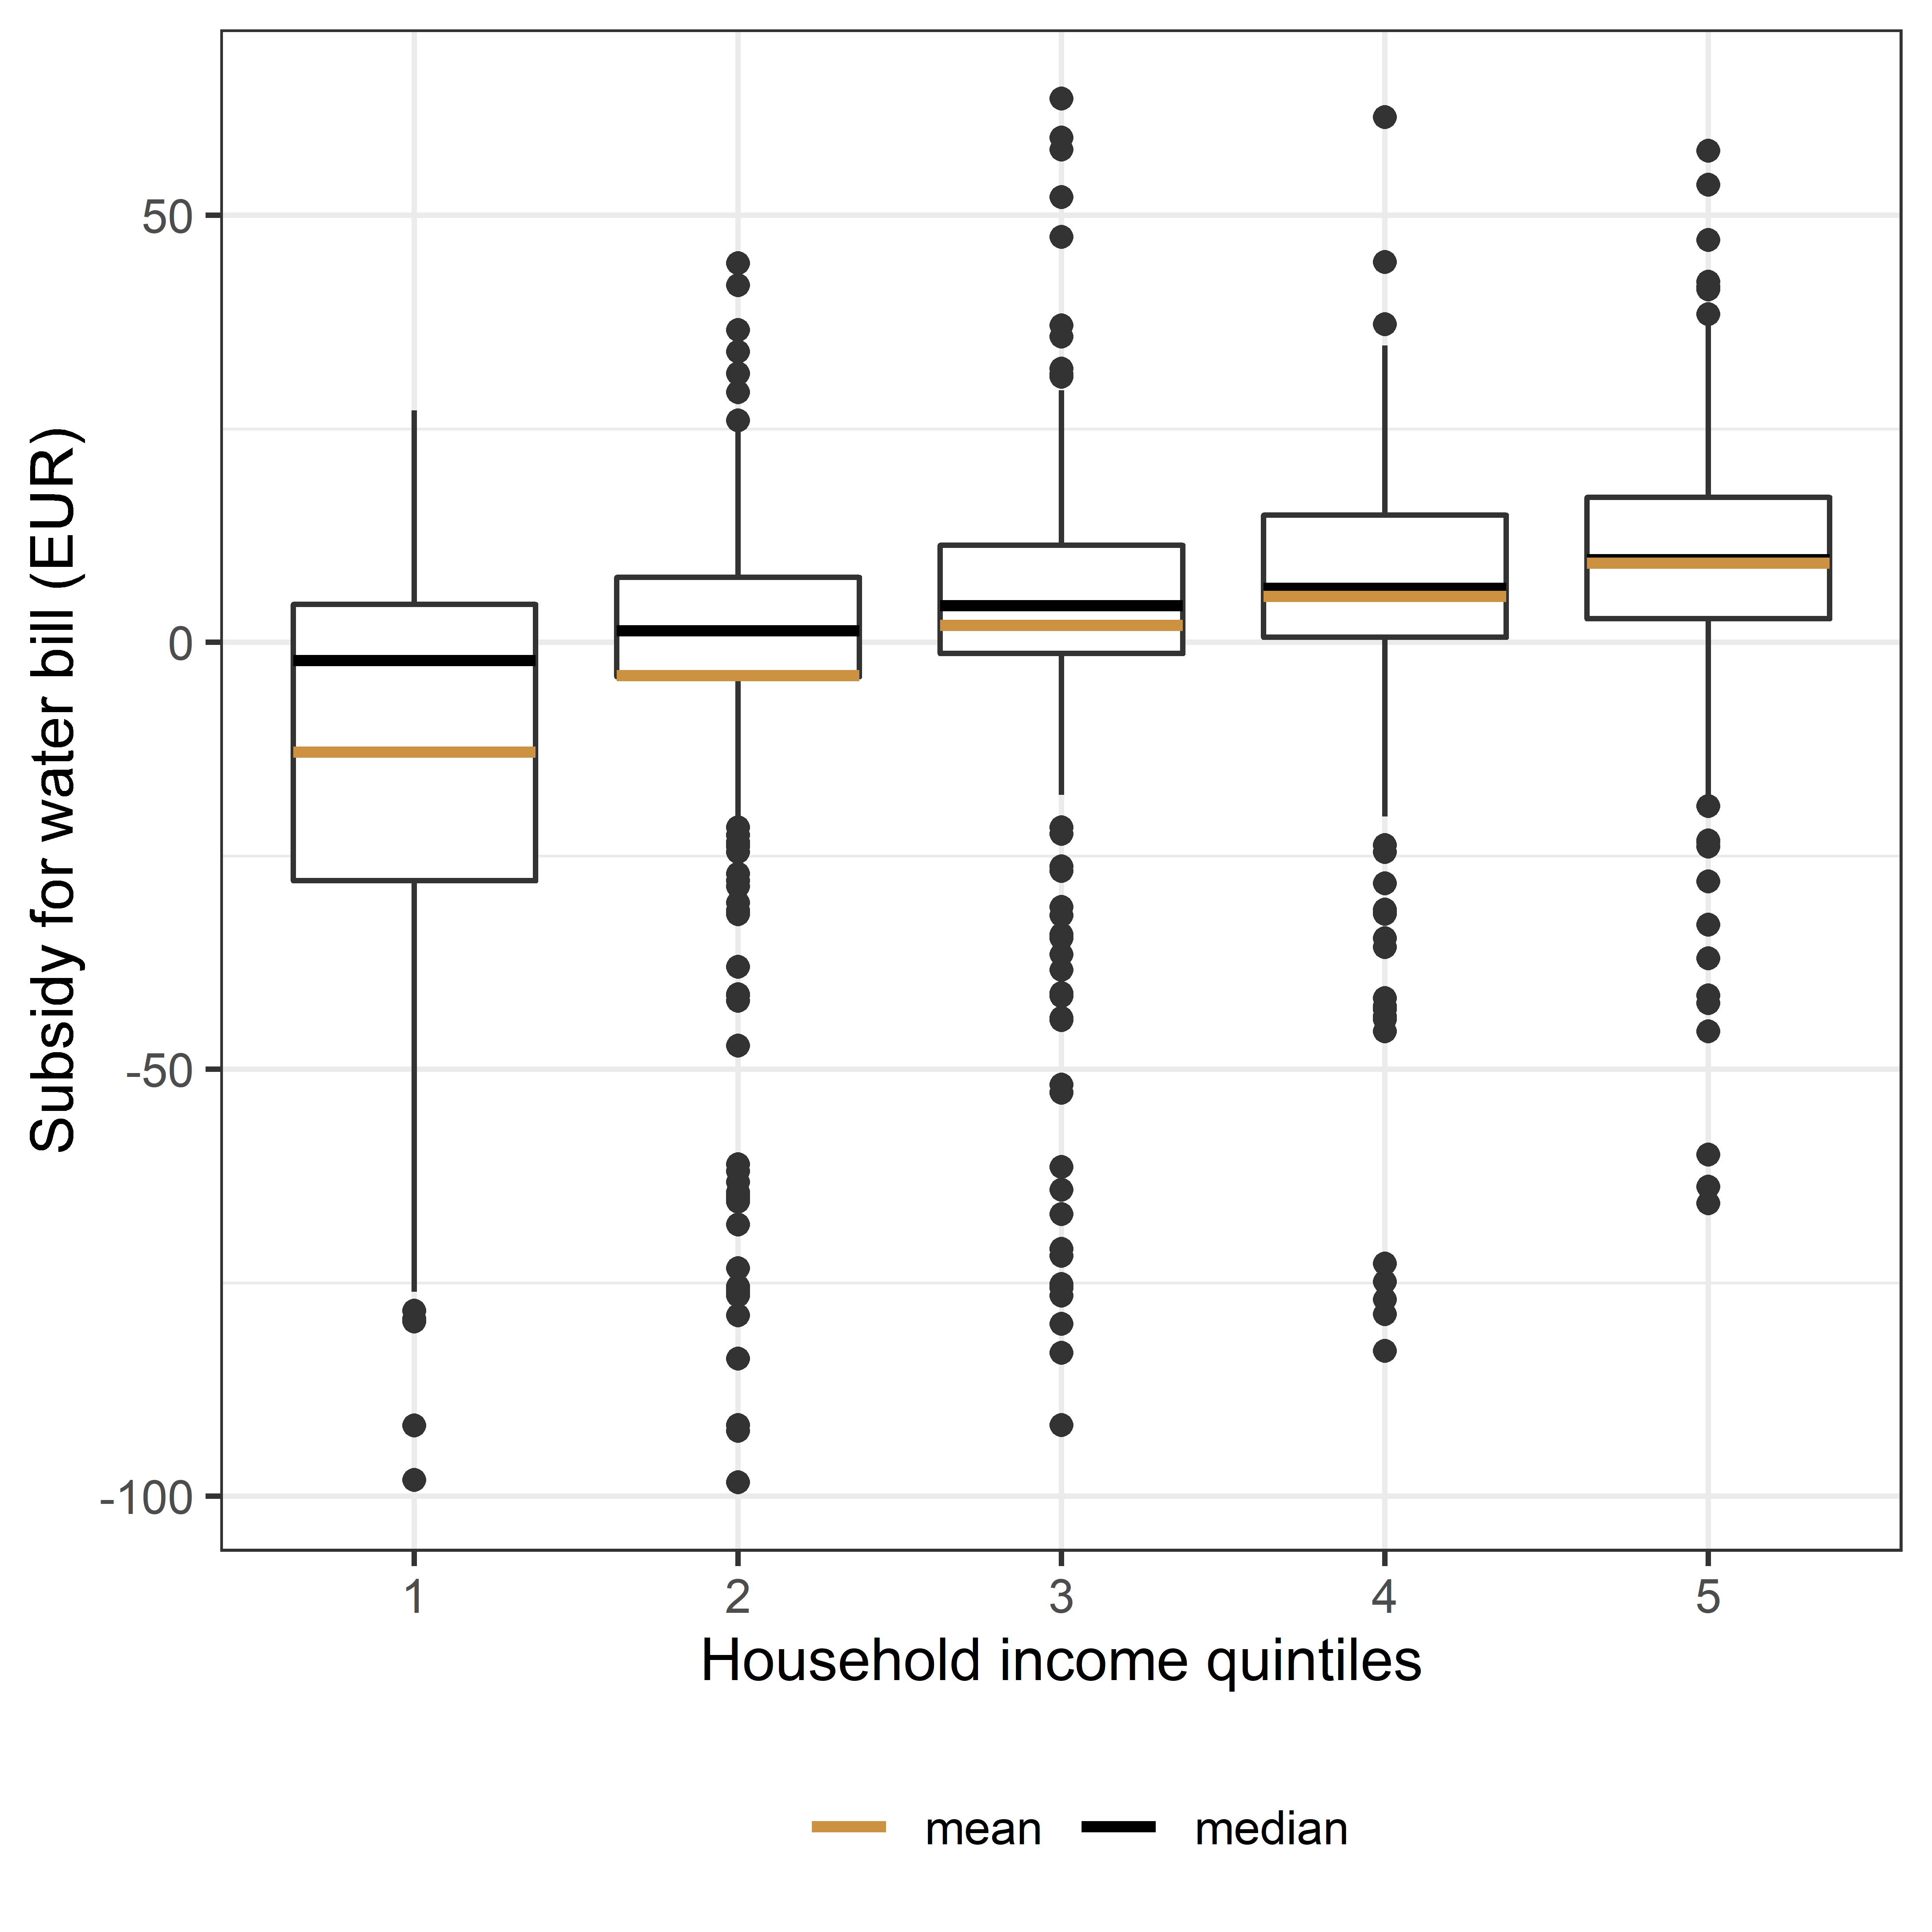 Subsidy for water bill (EUR)
50
0
-50
-100
1 2 3 4 5
Household income quintiles
mean median